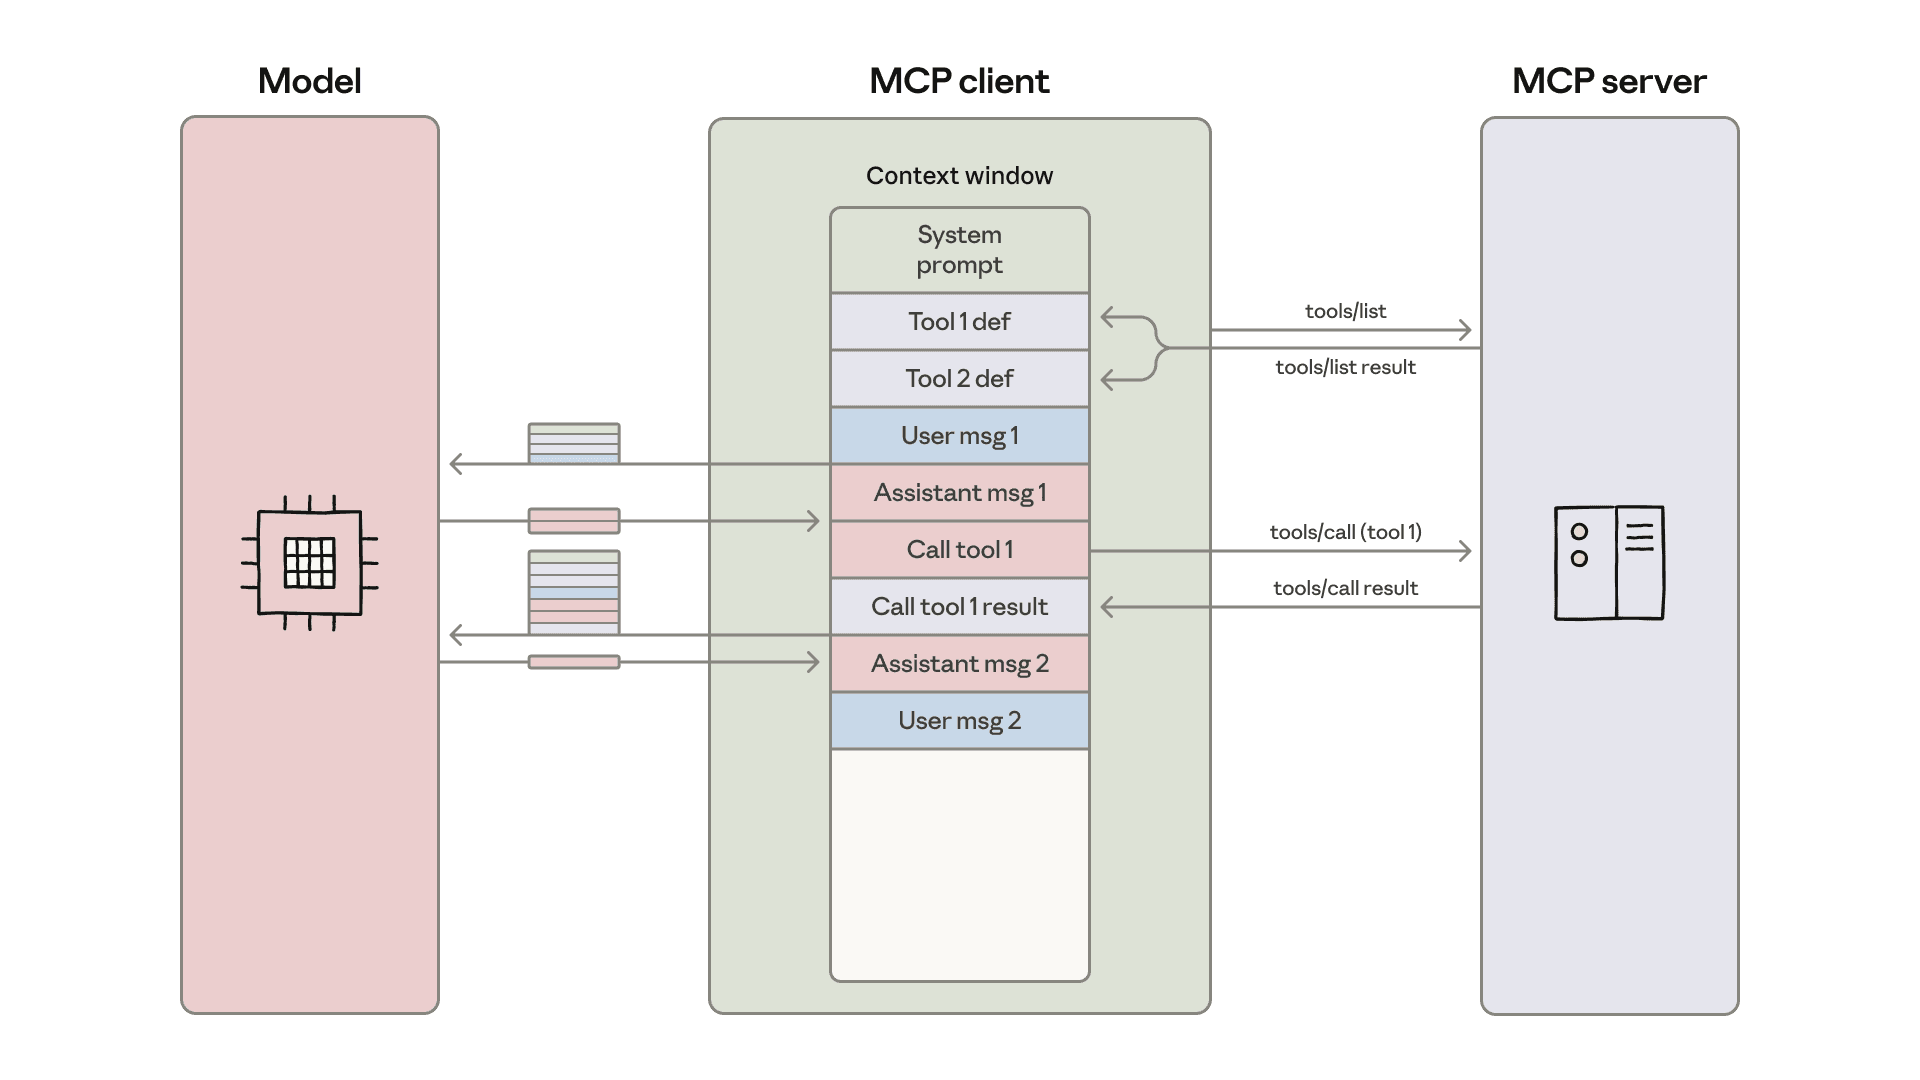 Model
MCP client
MCP server
Context window
System
prompt
Tool 1 def
Tool 2 def
User msg 1
Assistant msg 1
Call tool 1
Call tool 1 result
Assistant msg 2
User msg 2
tools/list
tools/list result
tools/call (tool 1)
tools/call result